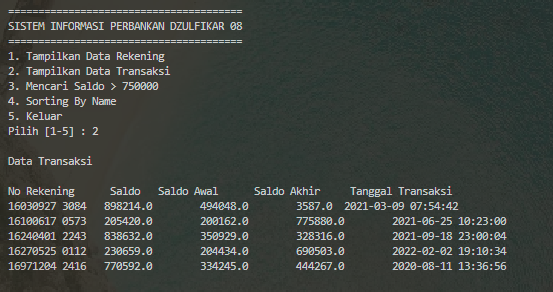 =======================================
SISTEM INFORMASI PERBANKAN DZULFIKAR 08
=======================================
1. Tampilkan Data Rekening
2. Tampilkan Data Transaksi
3. Mencari Saldo > 750000
4. Sorting By Name
5. Keluar
Pilih [1-5] : 2
Data Transaksi
No Rekening Saldo Saldo Awal Saldo Akhir Tanggal Transaksi
16030927 3084 898214.0 494048.0 3587.0 2021-03-09 07:54:42
16100617 0573 205420.0 200162.0 775880.0 2021-06-25 10:23:00
16240401 2243 838632.0 350929.0 328316.0 2021-09-18 23:00:04
16270525 0112 230659.0 204434.0 690503.0 2022-02-02 19:10:34
16971204 2416 770592.0 334245.0 444267.0 2020-08-11 13:36:56